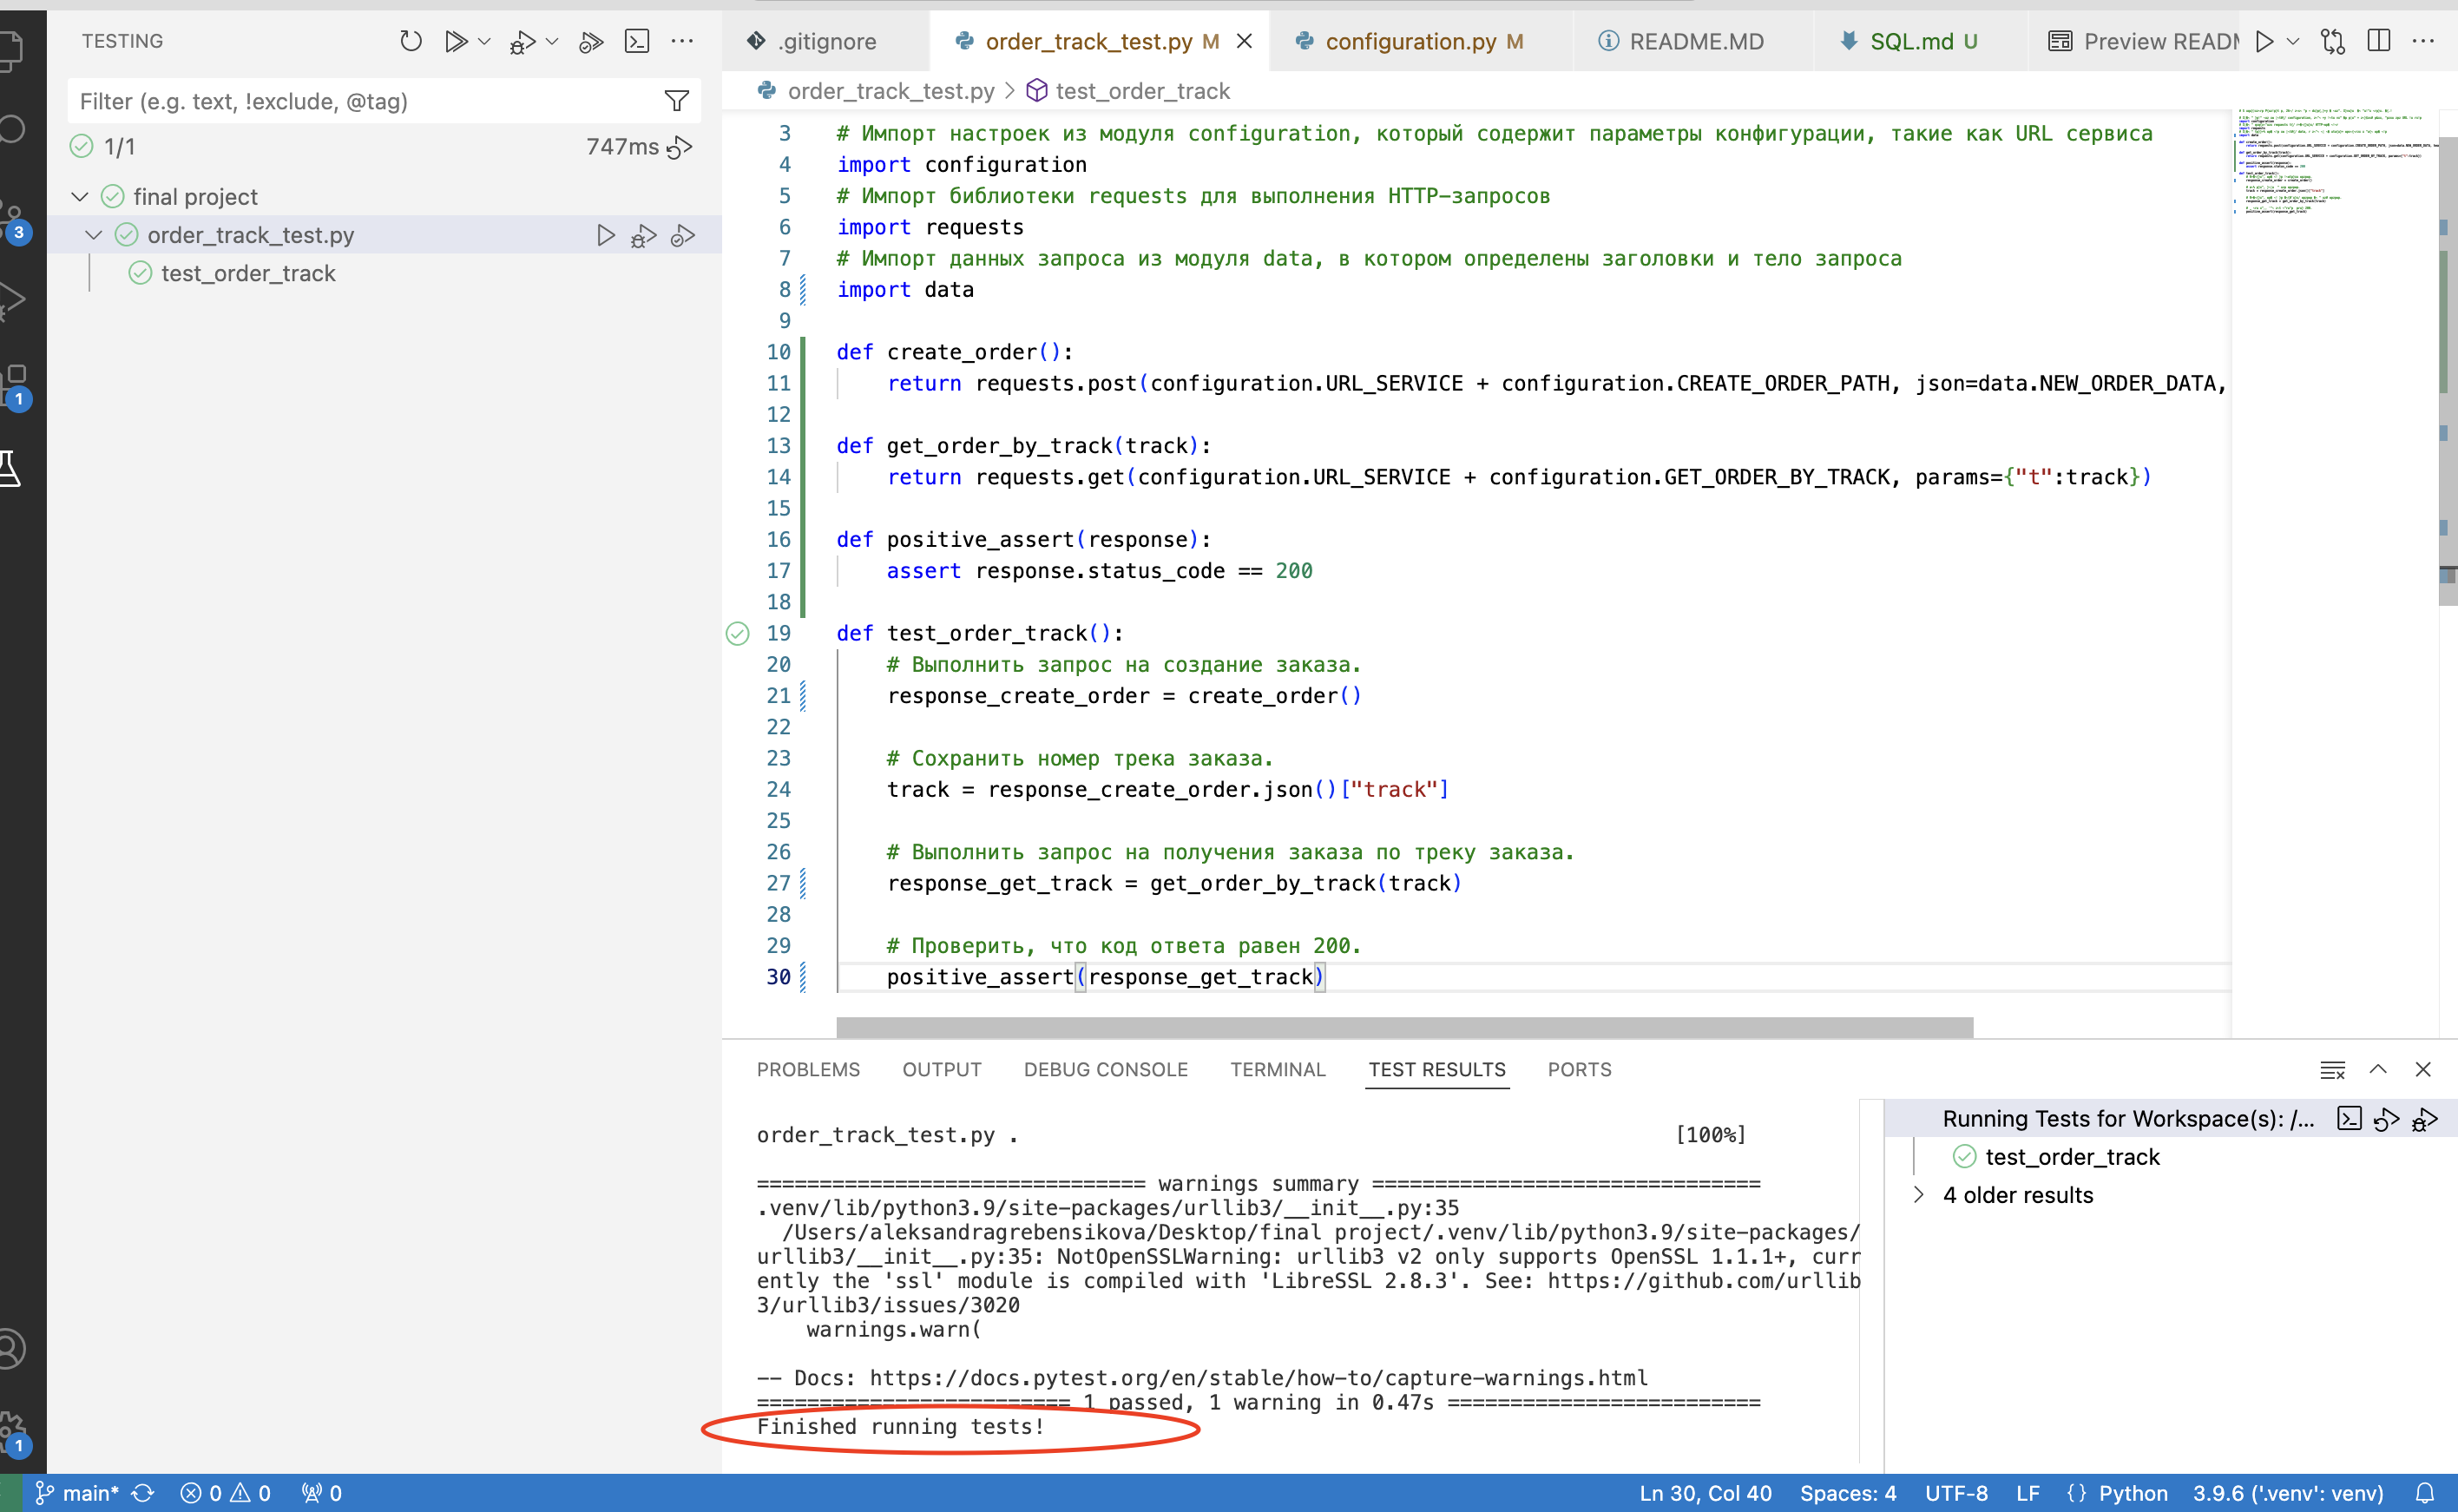 TESTING
Filter (e.g. text, !exclude, @tag)
1/1
747ms
final project
order_track_test.py
test_order_track
3
1
1
.gitignore
order_track_test.py M
configuration.py M
README.MD
SQL.md U
Preview READ
order_track_test.py > test_order_track
3 # Импорт настроек из модуля configuration, который содержит параметры конфигурации, такие как URL сервиса
4 import configuration
5 # Импорт библиотеки requests для выполнения HTTP-запросов
6 import requests
7 # Импорт данных запроса из модуля data, в котором определены заголовки и тело запроса
8 import data
9
10 def create_order():
11 return requests.post(configuration.URL_SERVICE + configuration.CREATE_ORDER_PATH, json=data.NEW_ORDER_DATA,
12
13 def get_order_by_track(track):
14 return requests.get(configuration.URL_SERVICE + configuration.GET_ORDER_BY_TRACK, params={"t":track})
15
16 def positive_assert(response):
17 assert response.status_code == 200
18
19 def test_order_track():
20 # Выполнить запрос на создание заказа.
21 response_create_order = create_order()
22
23 # Сохранить номер трека заказа.
24 track = response_create_order.json()["track"]
25
26 # Выполнить запрос на получения заказа по треку заказа.
27 response_get_track = get_order_by_track(track)
28
29 # Проверить, что код ответа равен 200.
30 positive_assert(response_get_track)
PROBLEMS OUTPUT DEBUG CONSOLE TERMINAL TEST RESULTS PORTS
order_track_test.py . [100%]
=============================== warnings summary ===============================
.venv/lib/python3.9/site-packages/urllib3/__init__.py:35
/Users/aleksandragrebensikova/Desktop/final project/.venv/lib/python3.9/site-packages/
urllib3/__init__.py:35: NotOpenSSLWarning: urllib3 v2 only supports OpenSSL 1.1.1+, curr
ently the 'ssl' module is compiled with 'LibreSSL 2.8.3'. See: https://github.com/urllib
3/urllib3/issues/3020
warnings.warn(
-- Docs: https://docs.pytest.org/en/stable/how-to/capture-warnings.html
========================= 1 passed, 1 warning in 0.47s =========================
Finished running tests!
Running Tests for Workspace(s): /...
test_order_track
4 older results
main* 0 0 0
Ln 30, Col 40 Spaces: 4 UTF-8 LF {} Python 3.9.6 ('.venv': venv)